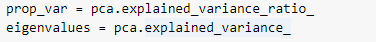 prop_var = pca.explained_variance_ratio_
eigenvalues = pca.explained_variance_